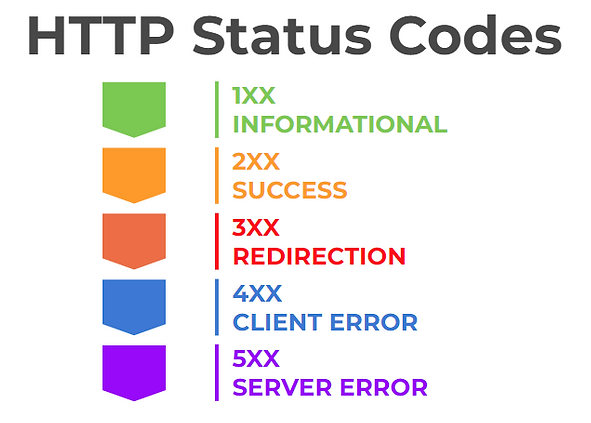 HTTP Status Codes
1XX
INFORMATIONAL
2XX
SUCCESS
3XX
REDIRECTION
4XX
CLIENT ERROR
5XX
SERVER ERROR